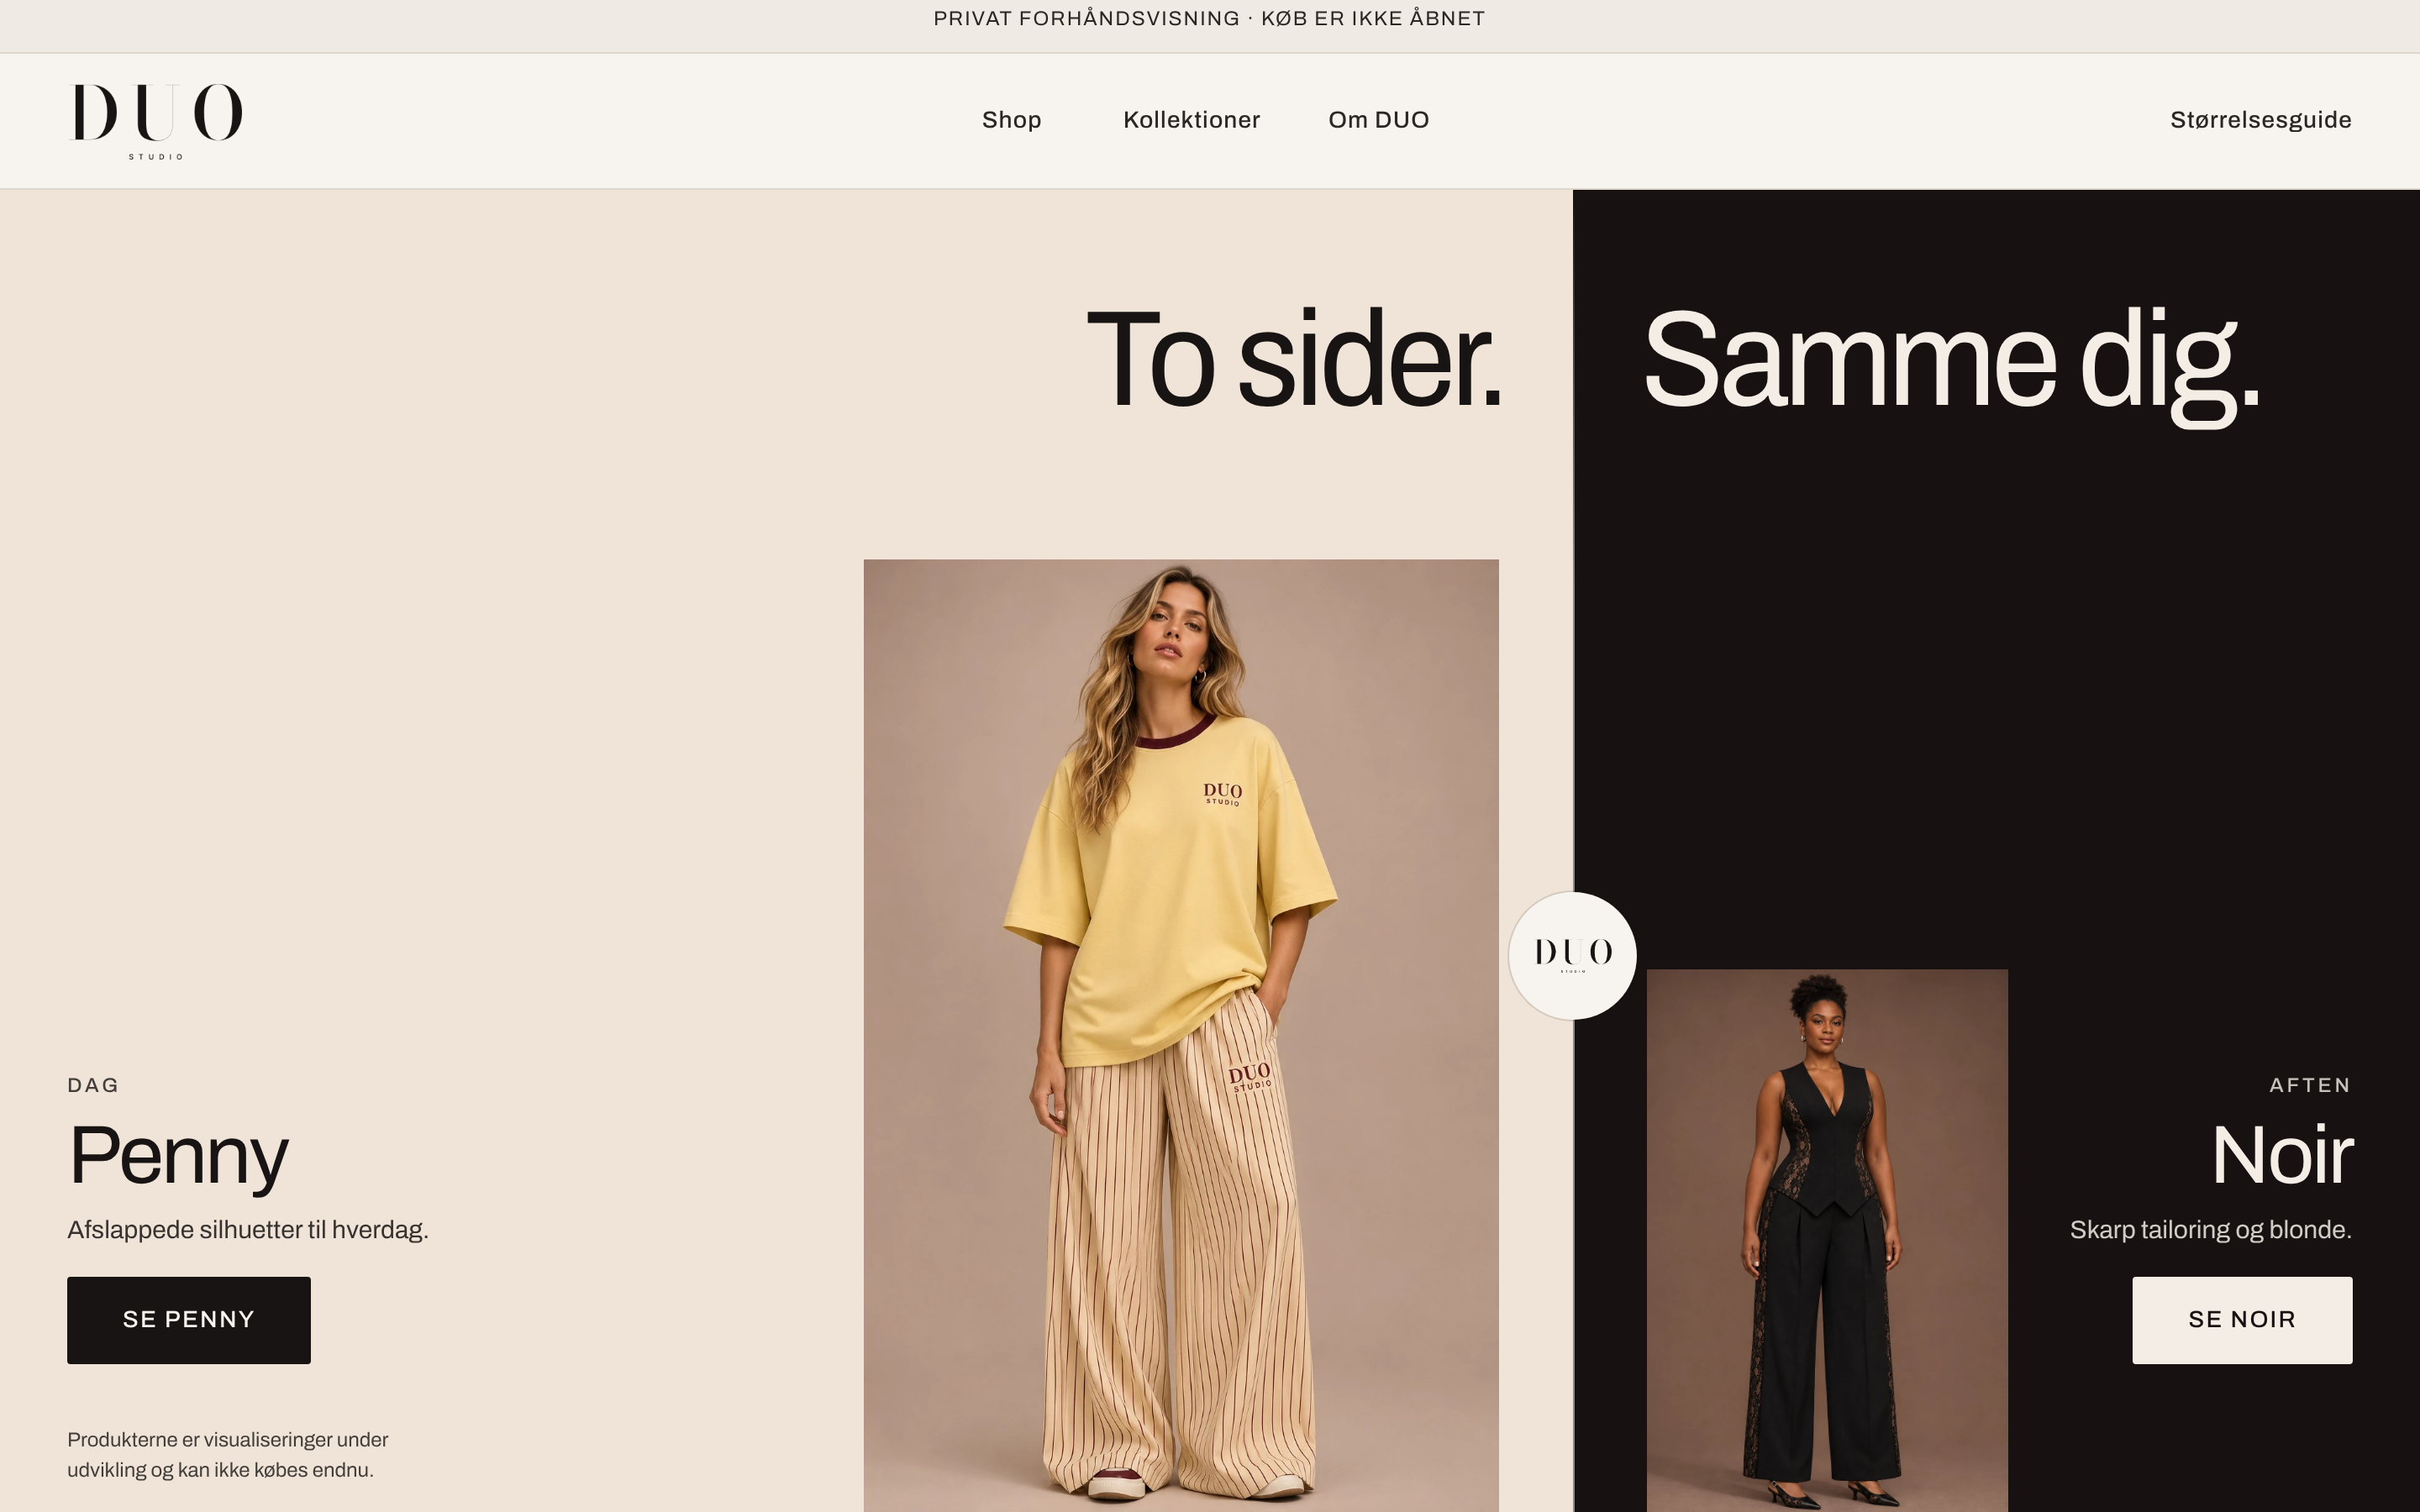 PRIVAT FORHÅNDSVISNING · KØB ER IKKE ÅBNET
DUO
STUDIO
Shop
Kollektioner
Om DUO
Størrelsesguide
To sider.
Samme dig.
DUO
STUDIO
DUO
STUDIO
DUO
STUDIO
DAG
Penny
Afslappede silhuetter til hverdag.
SE PENNY
Produkterne er visualiseringer under
udvikling og kan ikke købes endnu.
AFTEN
Noir
Skarp tailoring og blonde.
SE NOIR